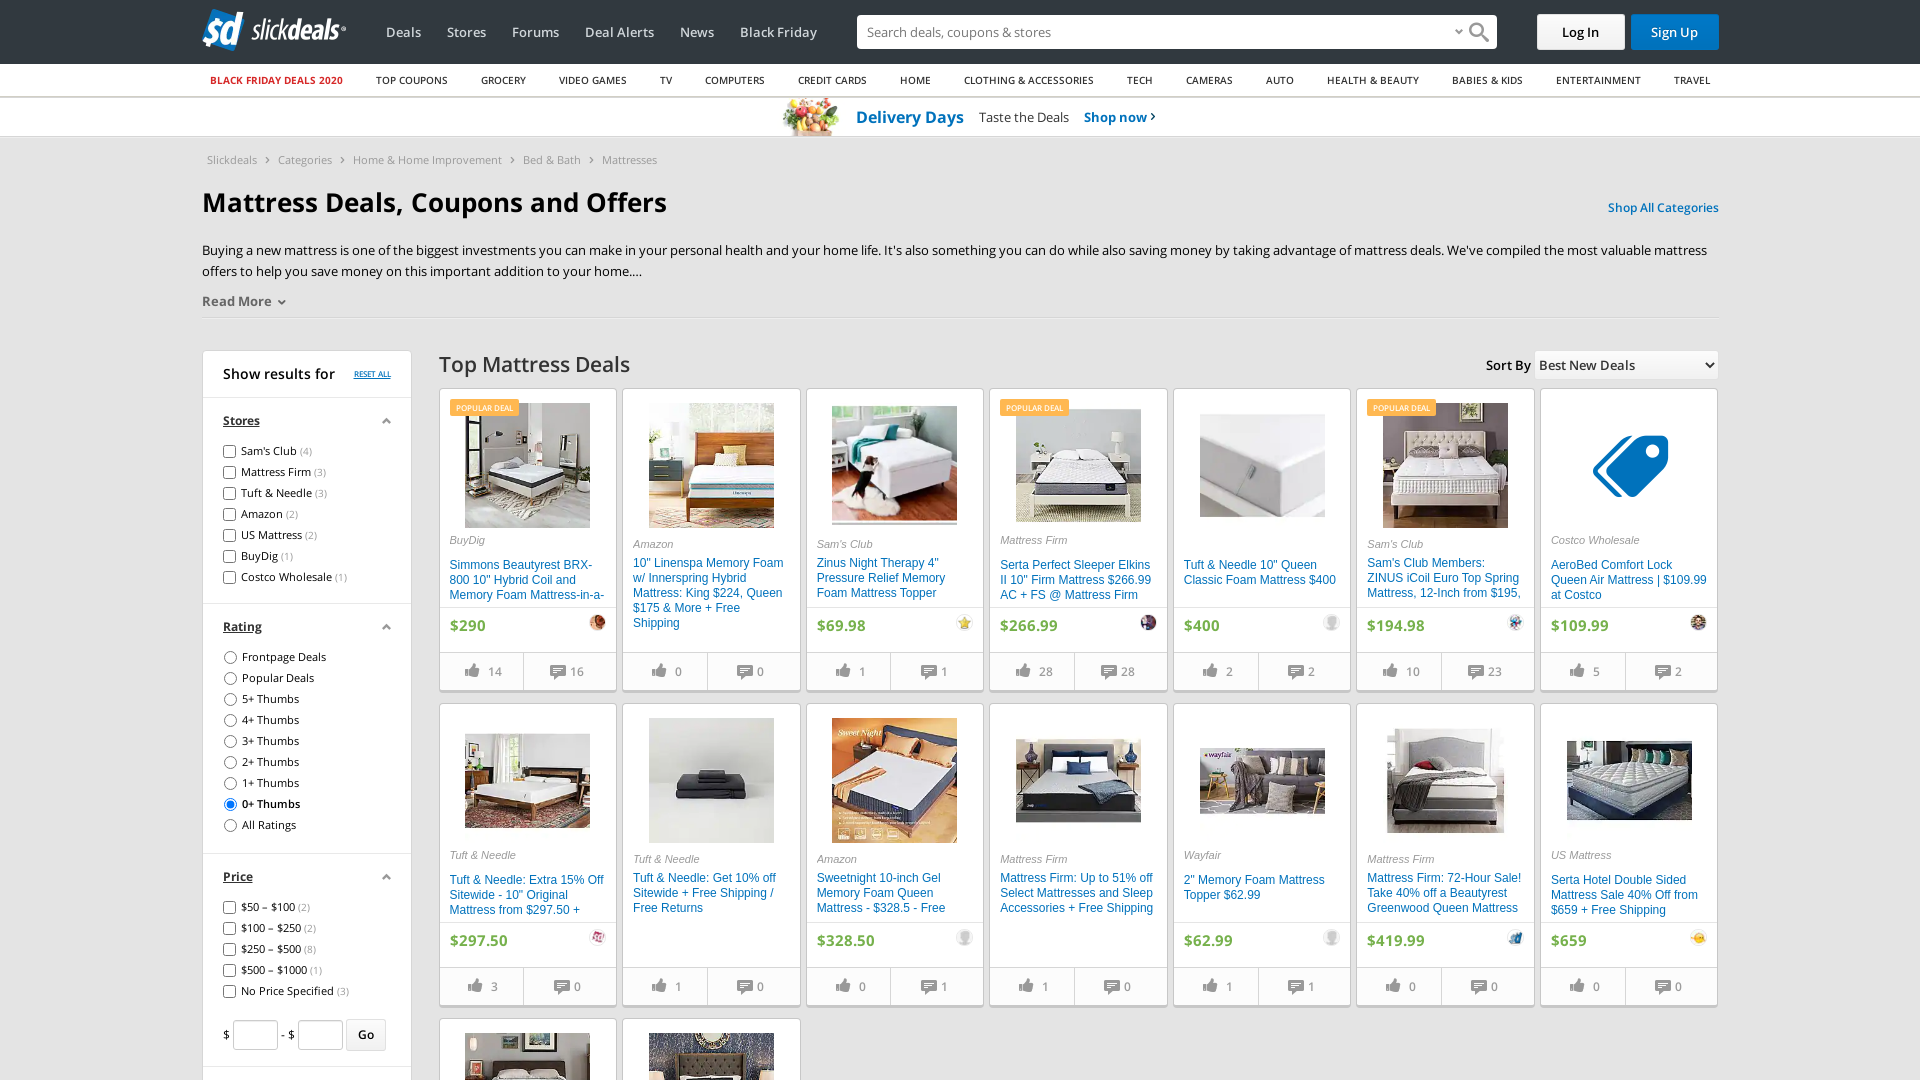 sd slickdeals
Deals
Stores
Forums
Deal Alerts
News
Black Friday
Search deals, coupons & stores
Log In
Sign Up
BLACK FRIDAY DEALS 2020
TOP COUPONS
GROCERY
VIDEO GAMES
TV
COMPUTERS
CREDIT CARDS
HOME
CLOTHING & ACCESSORIES
TECH
CAMERAS
AUTO
HEALTH & BEAUTY
BABIES & KIDS
ENTERTAINMENT
TRAVEL
Delivery Days Taste the Deals Shop now
Slickdeals > Categories > Home & Home Improvement > Bed & Bath > Mattresses
Mattress Deals, Coupons and Offers
Shop All Categories
Buying a new mattress is one of the biggest investments you can make in your personal health and your home life. It's also something you can do while also saving money by taking advantage of mattress deals. We've compiled the most valuable mattress
offers to help you save money on this important addition to your home....
Read More
Show results for RESET ALL
Stores
Sam's Club (4)
Mattress Firm (3)
Tuft & Needle (3)
Amazon (2)
US Mattress (2)
BuyDig (1)
Costco Wholesale (1)
Rating
Frontpage Deals
Popular Deals
5+ Thumbs
4+ Thumbs
3+ Thumbs
2+ Thumbs
1+ Thumbs
0+ Thumbs
All Ratings
Price
$50 – $100 (2)
$100 – $250 (2)
$250 – $500 (8)
$500 – $1000 (1)
No Price Specified (3)
$ - $ Go
Top Mattress Deals
Sort By Best New Deals
POPULAR DEAL
BuyDig
Simmons Beautyrest BRX-
800 10" Hybrid Coil and
Memory Foam Mattress-in-a-
$290
14 16
Linenspa
Amazon
10" Linenspa Memory Foam
w/ Innerspring Hybrid
Mattress: King $224, Queen
$175 & More + Free
Shipping
0 0
Sam's Club
Zinus Night Therapy 4"
Pressure Relief Memory
Foam Mattress Topper
$69.98
1 1
POPULAR DEAL
Mattress Firm
Serta Perfect Sleeper Elkins
II 10" Firm Mattress $266.99
AC + FS @ Mattress Firm
$266.99
28 28
Tuft & Needle 10" Queen
Classic Foam Mattress $400
$400
2 2
POPULAR DEAL
Sam's Club
Sam's Club Members:
ZINUS iCoil Euro Top Spring
Mattress, 12-Inch from $195,
$194.98
10 23
Costco Wholesale
AeroBed Comfort Lock
Queen Air Mattress | $109.99
at Costco
$109.99
5 2
Tuft & Needle
Tuft & Needle: Extra 15% Off
Sitewide - 10" Original
Mattress from $297.50 +
$297.50
3 0
Tuft & Needle
Tuft & Needle: Get 10% off
Sitewide + Free Shipping /
Free Returns
1 0
Sweet Night
Amazon
Sweetnight 10-inch Gel
Memory Foam Queen
Mattress - $328.5 - Free
$328.50
0 1
Mattress Firm
Mattress Firm: Up to 51% off
Select Mattresses and Sleep
Accessories + Free Shipping
1 0
wayfair
Wayfair
2" Memory Foam Mattress
Topper $62.99
$62.99
1 1
Mattress Firm
Mattress Firm: 72-Hour Sale!
Take 40% off a Beautyrest
Greenwood Queen Mattress
$419.99
0 0
US Mattress
Serta Hotel Double Sided
Mattress Sale 40% Off from
$659 + Free Shipping
$659
0 0